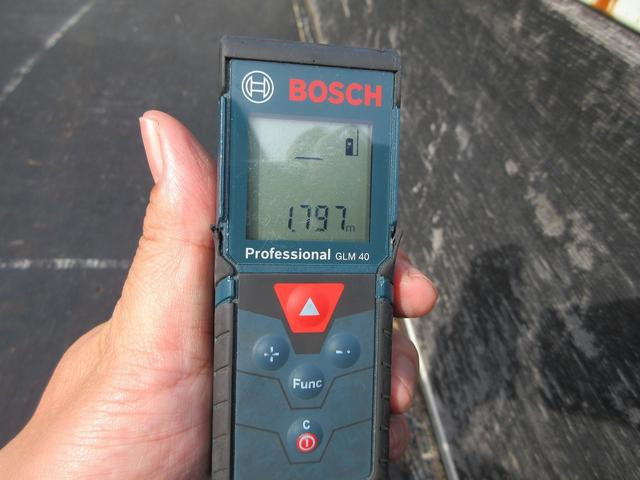 BOSCH
1.797m
Professional GLM 40
+ -
Func
C